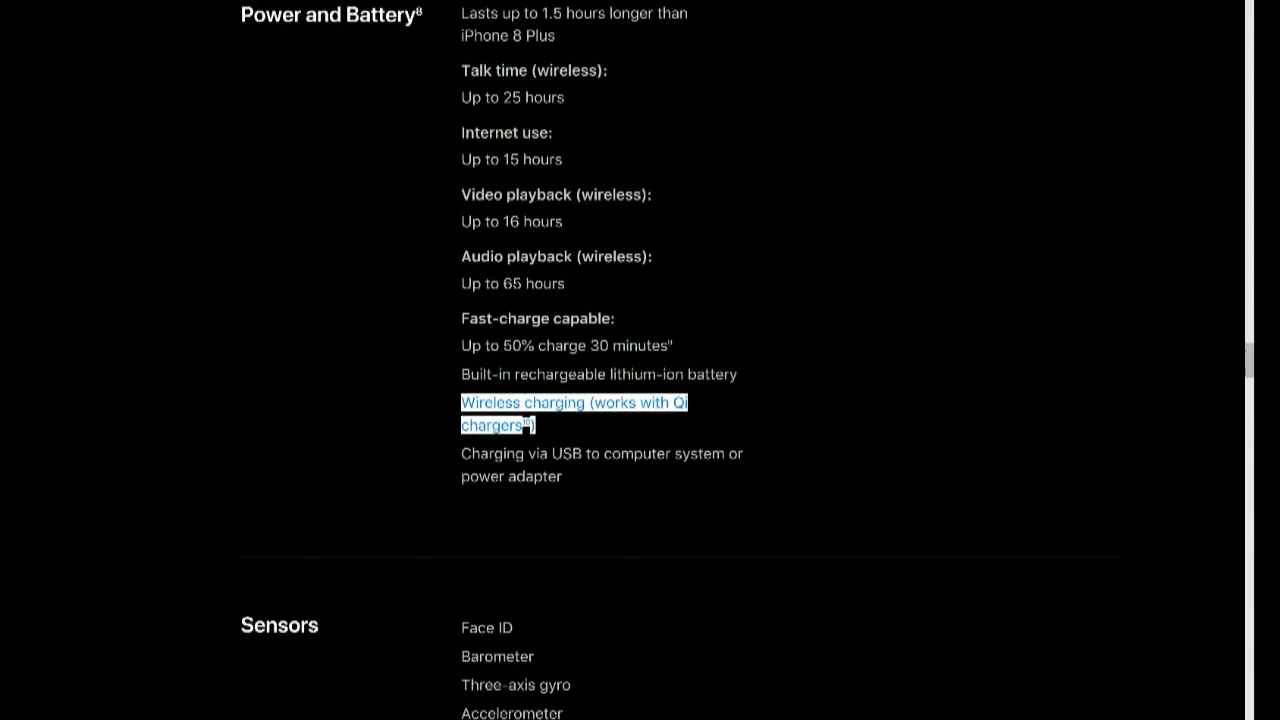 Power and Battery⁸
Lasts up to 1.5 hours longer than
iPhone 8 Plus
Talk time (wireless):
Up to 25 hours
Internet use:
Up to 15 hours
Video playback (wireless):
Up to 16 hours
Audio playback (wireless):
Up to 65 hours
Fast-charge capable:
Up to 50% charge 30 minutes⁹
Built-in rechargeable lithium-ion battery
Wireless charging (works with Qi
chargers¹⁰)
Charging via USB to computer system or
power adapter
Sensors
Face ID
Barometer
Three-axis gyro
Accelerometer